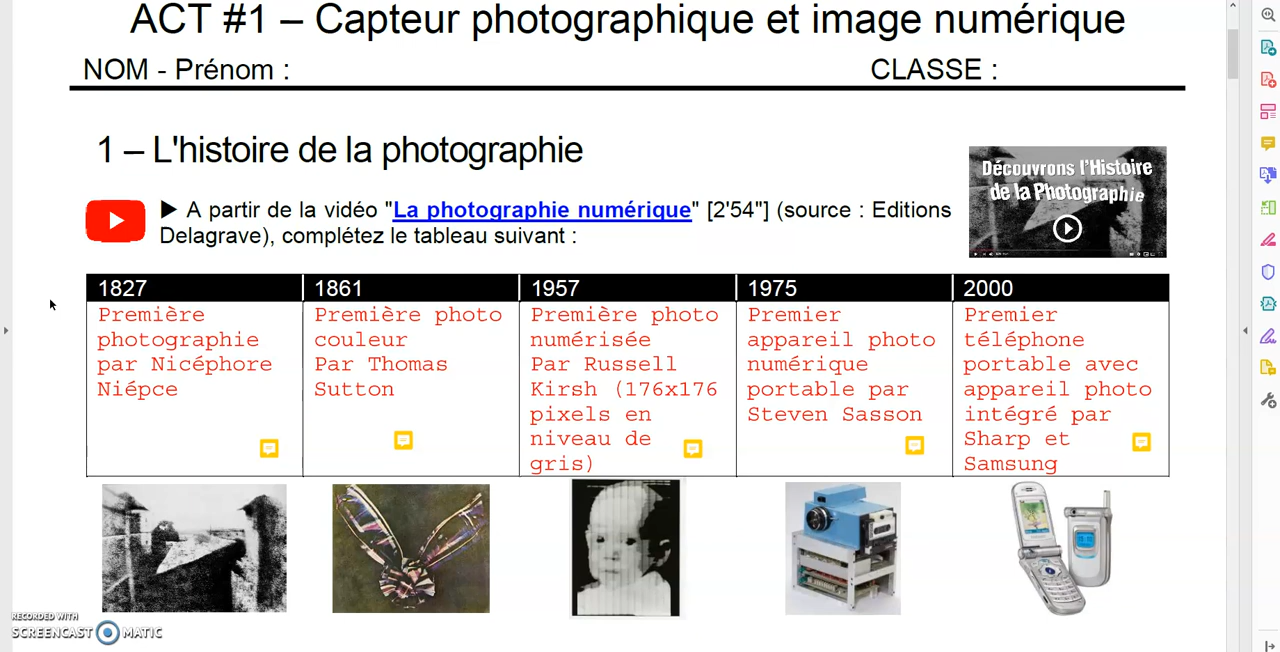 ACT #1 – Capteur photographique et image numérique
NOM - Prénom :
CLASSE :
1 – L'histoire de la photographie
Découvrons l'Histoire
de la Photographie
► A partir de la vidéo "La photographie numérique" [2'54"] (source : Editions
Delagrave), complétez le tableau suivant :
1827
Première
photographie
par Nicéphore
Niépce
1861
Première photo
couleur
Par Thomas
Sutton
1957
Première photo
numérisée
Par Russell
Kirsh (176x176
pixels en
niveau de
gris)
1975
Premier
appareil photo
numérique
portable par
Steven Sasson
2000
Premier
téléphone
portable avec
appareil photo
intégré par
Sharp et
Samsung
RECORDED WITH
SCREENCAST MATIC